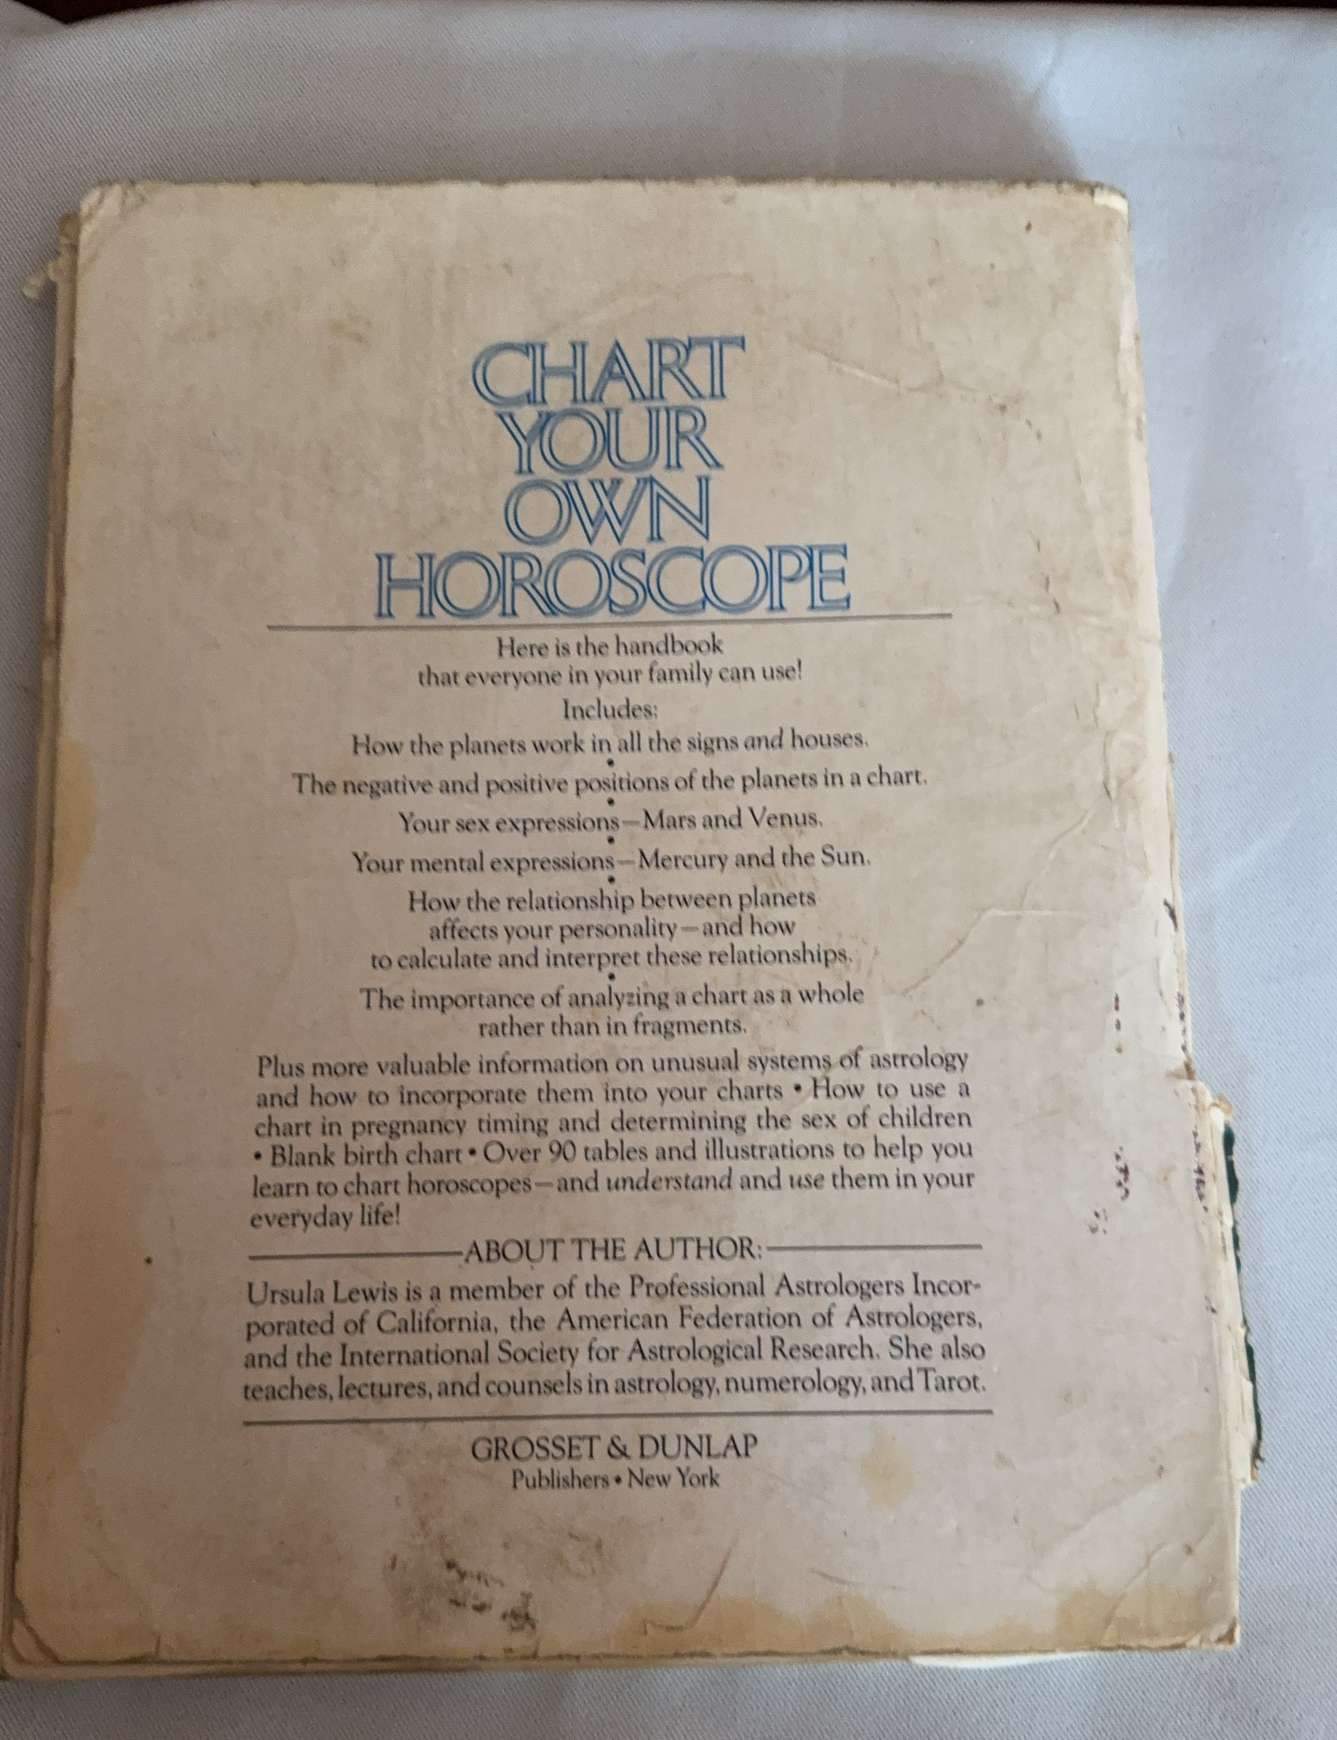 CHART
YOUR
OWN
HOROSCOPE
Here is the handbook
that everyone in your family can use!
Includes:
How the planets work in all the signs and houses.
•
The negative and positive positions of the planets in a chart.
•
Your sex expressions—Mars and Venus.
•
Your mental expressions—Mercury and the Sun.
•
How the relationship between planets
affects your personality—and how
to calculate and interpret these relationships.
•
The importance of analyzing a chart as a whole
rather than in fragments.
Plus more valuable information on unusual systems of astrology
and how to incorporate them into your charts • How to use a
chart in pregnancy timing and determining the sex of children
• Blank birth chart • Over 90 tables and illustrations to help you
learn to chart horoscopes—and understand and use them in your
everyday life!
ABOUT THE AUTHOR:
Ursula Lewis is a member of the Professional Astrologers Incor-
porated of California, the American Federation of Astrologers,
and the International Society for Astrological Research. She also
teaches, lectures, and counsels in astrology, numerology, and Tarot.
GROSSET & DUNLAP
Publishers • New York